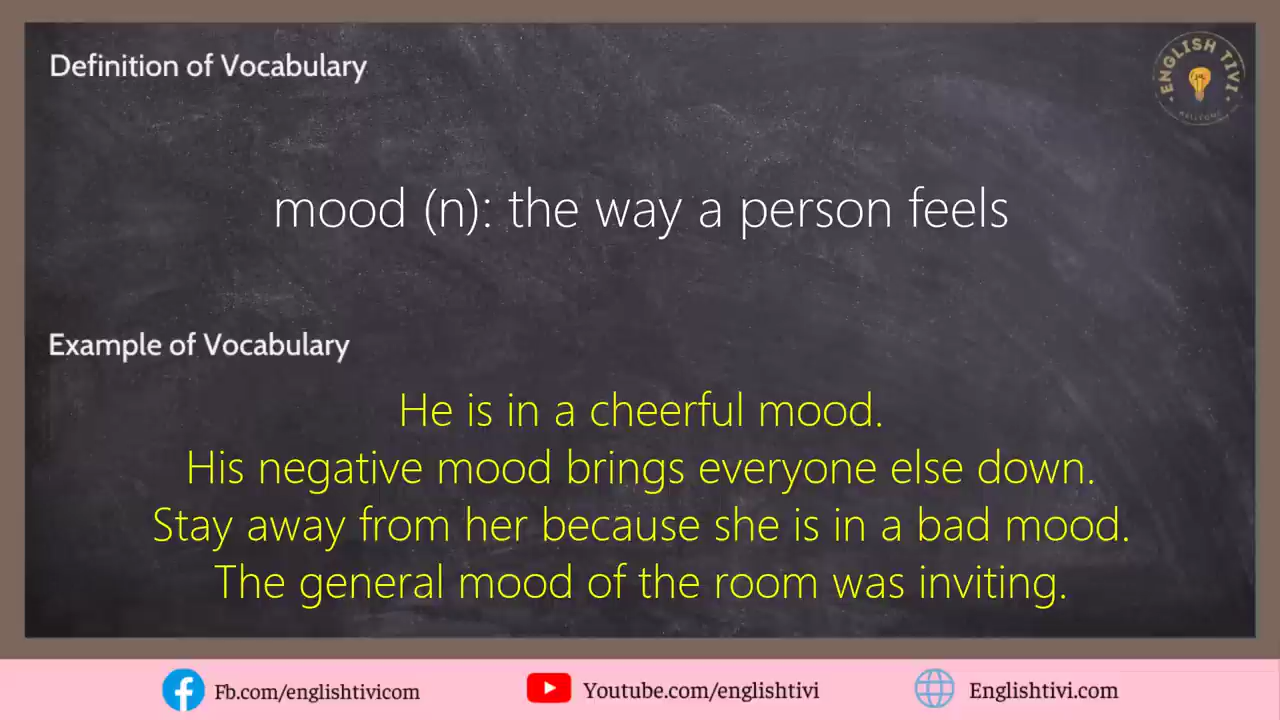 Definition of Vocabulary
ENGLISH TIVI
mood (n): the way a person feels
Example of Vocabulary
He is in a cheerful mood.
His negative mood brings everyone else down.
Stay away from her because she is in a bad mood.
The general mood of the room was inviting.
Fb.com/englishtivicom
Youtube.com/englishtivi
Englishtivi.com